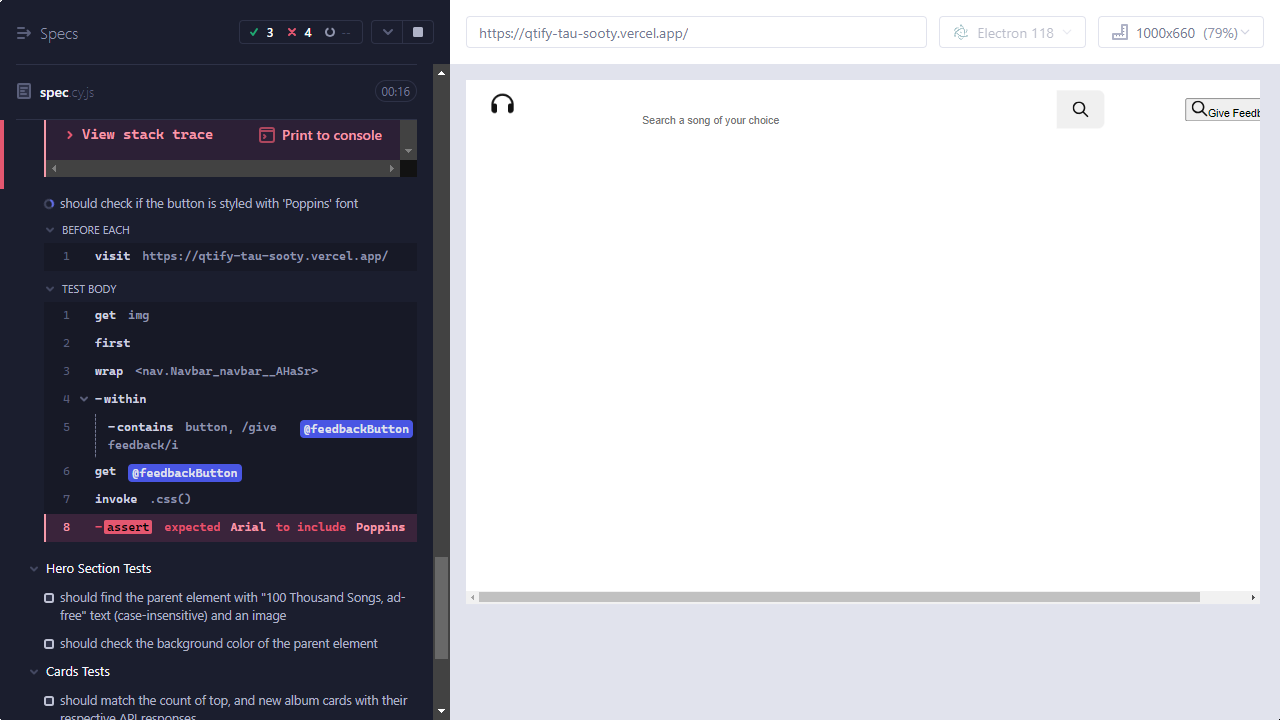 Specs
3
4
--
spec.cy.js
00:16
View stack trace
Print to console
should check if the button is styled with 'Poppins' font
BEFORE EACH
1 visit https://qtify-tau-sooty.vercel.app/
TEST BODY
1 get img
2 first
3 wrap <nav.Navbar_navbar__AHaSr>
4 -within
5 -contains button, /give feedback/i @feedbackButton
6 get @feedbackButton
7 invoke .css()
8 -assert expected Arial to include Poppins
Hero Section Tests
should find the parent element with "100 Thousand Songs, ad-
free" text (case-insensitive) and an image
should check the background color of the parent element
Cards Tests
should match the count of top, and new album cards with their
respective API responses
https://qtify-tau-sooty.vercel.app/
Electron 118
1000x660 (79%)
Search a song of your choice
Give Feedb